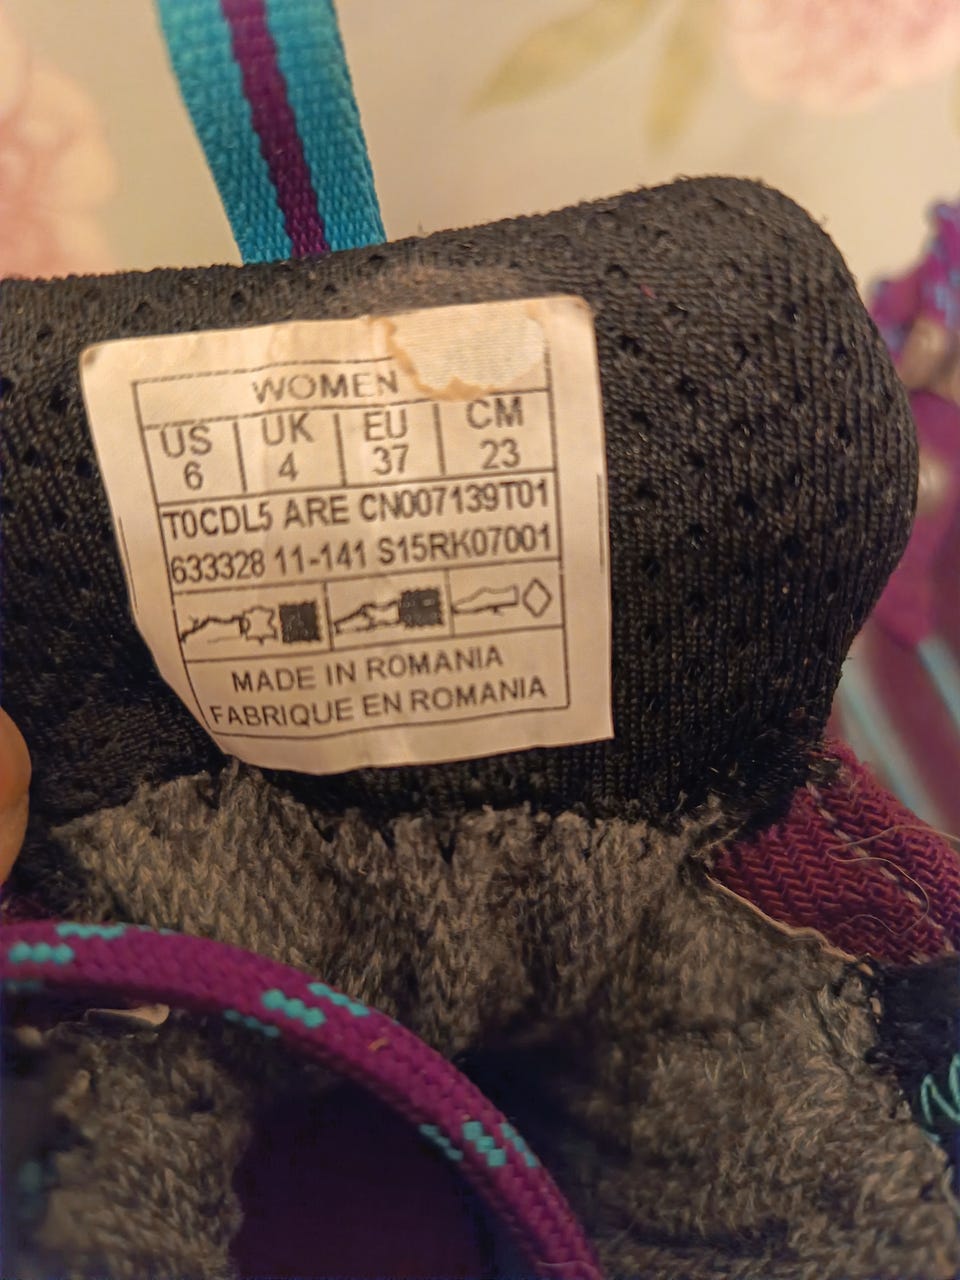 WOMEN
US UK EU CM
6 4 37 23
T0CDL5 ARE CN007139T01
633328 11-141 S15RK07001
MADE IN ROMANIA
FABRIQUE EN ROMANIA